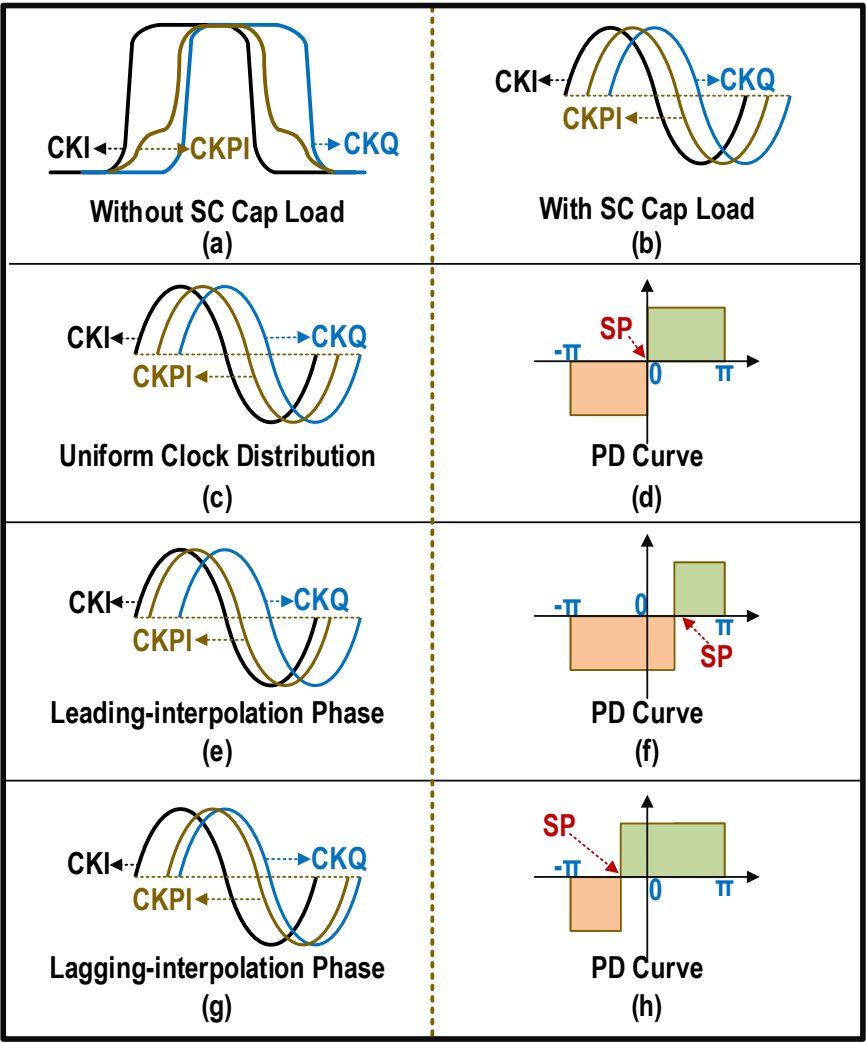 CKI
CKPI
CKQ
Without SC Cap Load
(a)
CKI
CKQ
CKPI
With SC Cap Load
(b)
CKI
CKQ
CKPI
Uniform Clock Distribution
(c)
SP
-π
0
π
PD Curve
(d)
CKI
CKQ
CKPI
Leading-interpolation Phase
(e)
-π
0
π
SP
PD Curve
(f)
CKI
CKQ
CKPI
Lagging-interpolation Phase
(g)
SP
-π
0
π
PD Curve
(h)